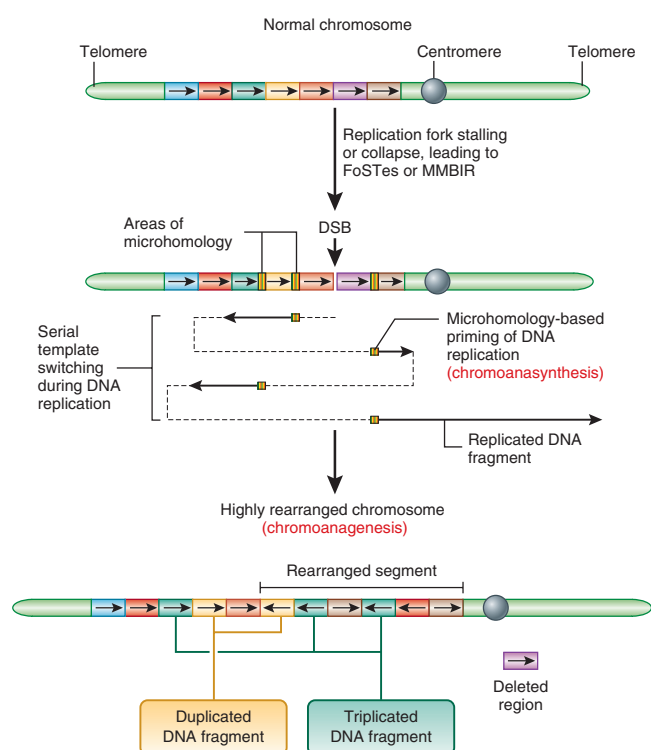 Normal chromosome
Telomere
Centromere
Telomere
Replication fork stalling
or collapse, leading to
FoSTes or MMBIR
Areas of
microhomology
DSB
Serial
template
switching
during DNA
replication
Microhomology-based
priming of DNA
replication
(chromoanasynthesis)
Replicated DNA
fragment
Highly rearranged chromosome
(chromoanagenesis)
Rearranged segment
Deleted
region
Duplicated
DNA fragment
Triplicated
DNA fragment